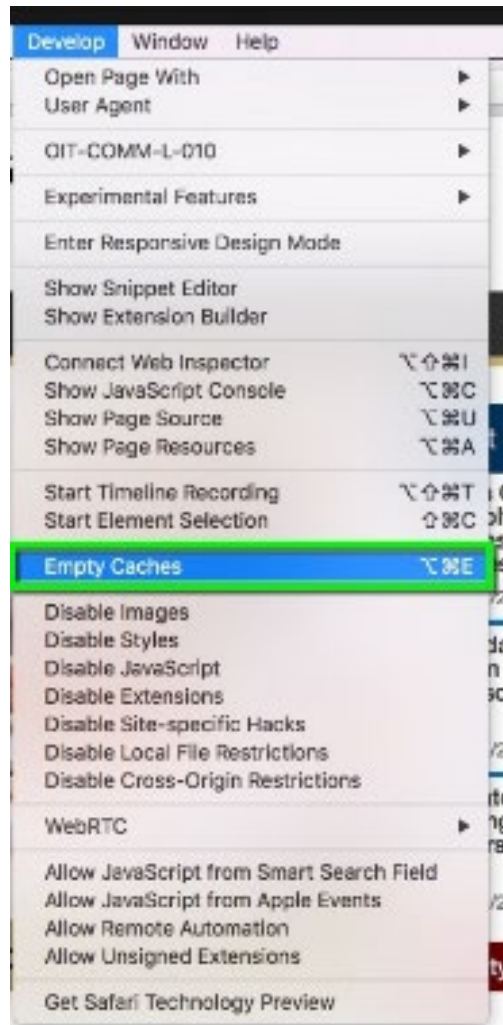 Develop Window Help
Open Page With ▶
User Agent ▶
OIT-COMM-L-010 ▶
Experimental Features ▶
Enter Responsive Design Mode
Show Snippet Editor
Show Extension Builder
Connect Web Inspector ⌥⇧⌘I
Show JavaScript Console ⌥⌘C
Show Page Source ⌥⌘U
Show Page Resources ⌥⌘A
Start Timeline Recording ⌥⇧⌘T
Start Element Selection ⇧⌘C
Empty Caches ⌥⌘E
Disable Images
Disable Styles
Disable JavaScript
Disable Extensions
Disable Site-specific Hacks
Disable Local File Restrictions
Disable Cross-Origin Restrictions
WebRTC ▶
Allow JavaScript from Smart Search Field
Allow JavaScript from Apple Events
Allow Remote Automation
Allow Unsigned Extensions
Get Safari Technology Preview